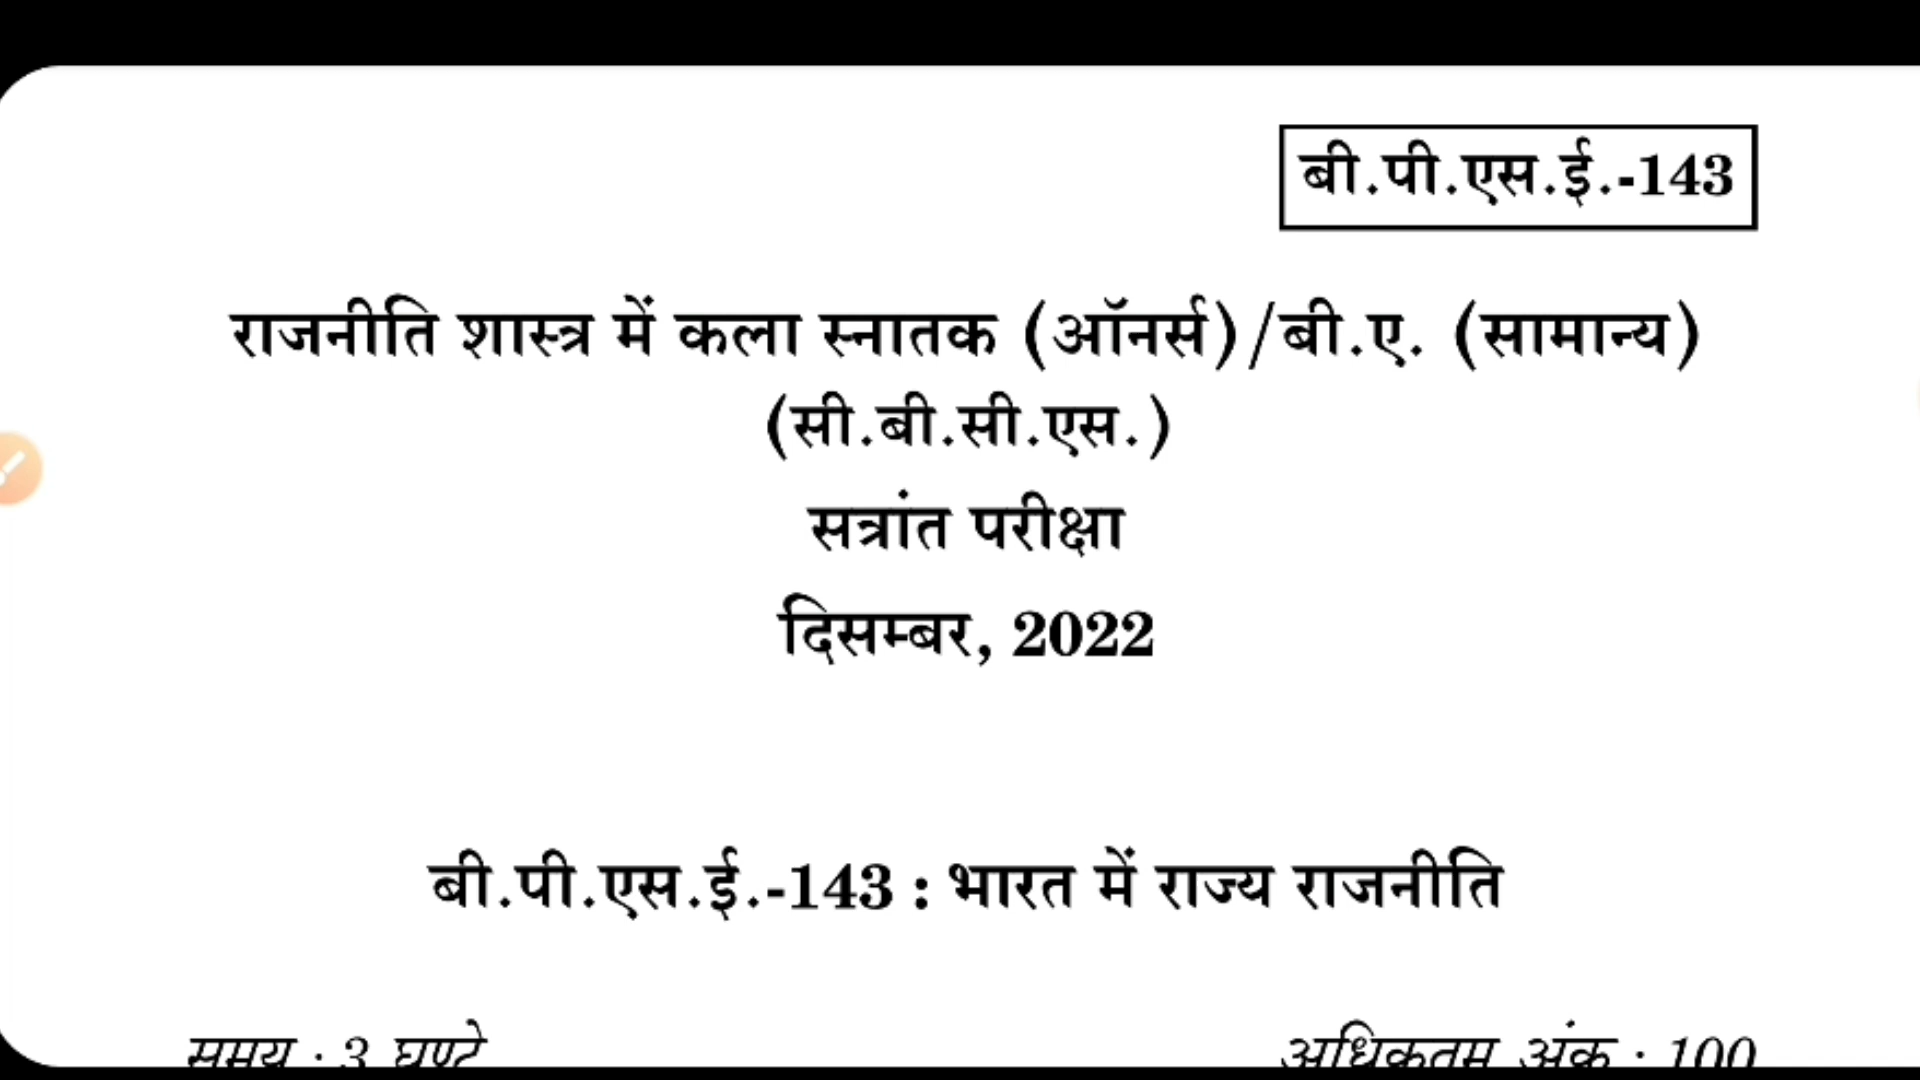 बी.पी.एस.ई.-143
राजनीति शास्त्र में कला स्नातक (ऑनर्स)/बी.ए. (सामान्य)
(सी.बी.सी.एस.)
सत्रांत परीक्षा
दिसम्बर, 2022
बी.पी.एस.ई.-143 : भारत में राज्य राजनीति
समय : 3 घण्टे अधिकतम अंक : 100